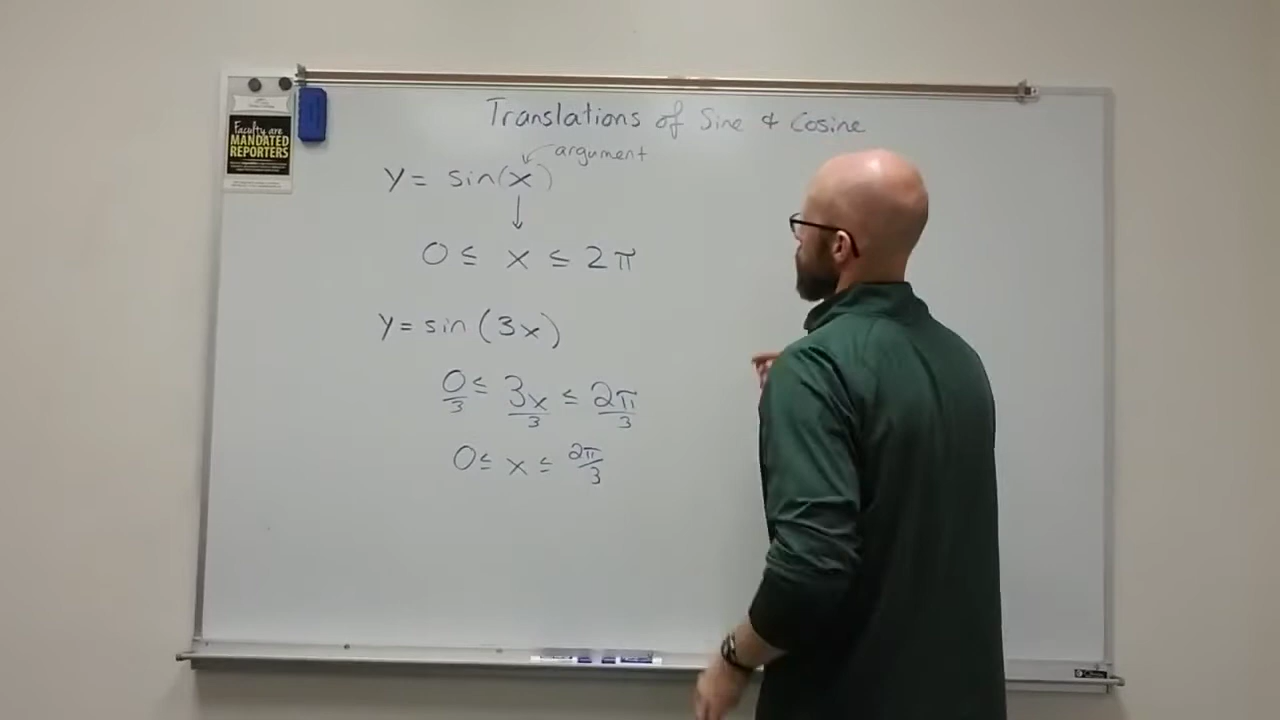 Translations of Sine & Cosine
Faculty are
MANDATED
REPORTERS
argument
y = sin(x)
0 ≤ x ≤ 2π
y = sin (3x)
0/3 ≤ 3x/3 ≤ 2π/3
0 ≤ x ≤ 2π/3